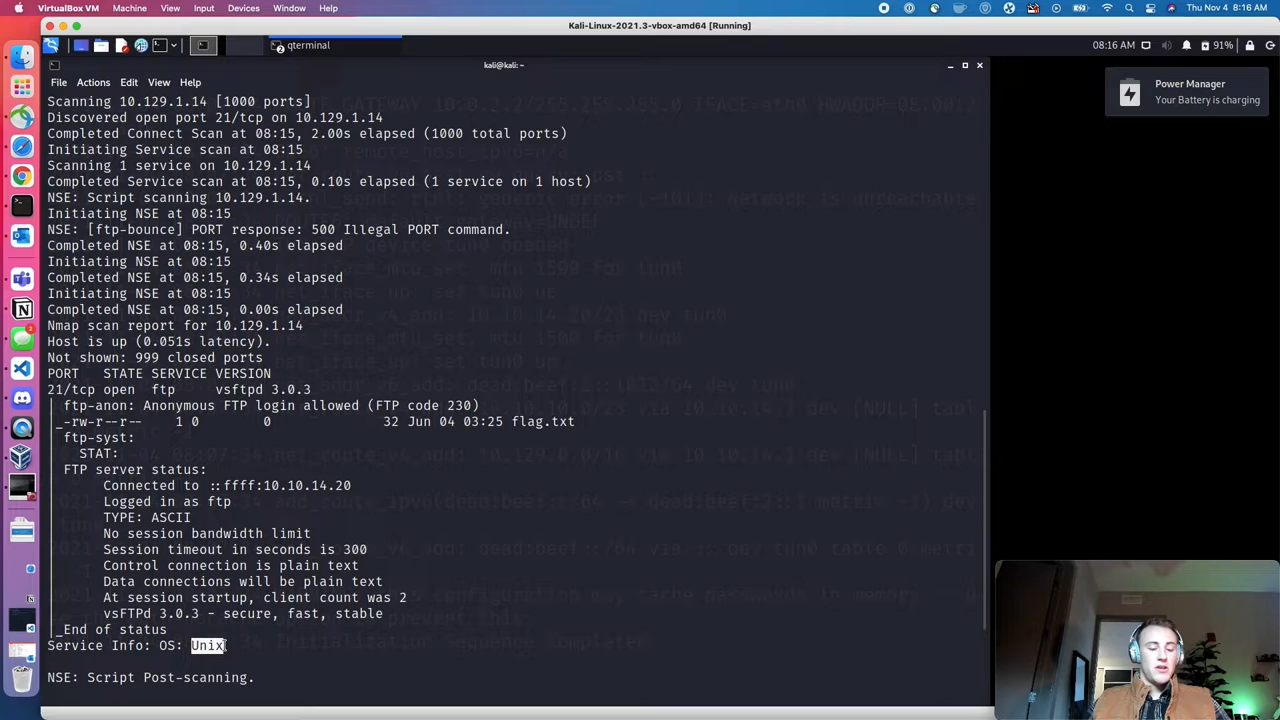 VirtualBox VM Machine View Input Devices Window Help
Thu Nov 4 8:16 AM
Kali-Linux-2021.3-vbox-amd64 [Running]
qterminal
08:16 AM
91%
kali@kali: ~
File Actions Edit View Help
Power Manager
Your Battery is charging
Scanning 10.129.1.14 [1000 ports]
Discovered open port 21/tcp on 10.129.1.14
Completed Connect Scan at 08:15, 2.00s elapsed (1000 total ports)
Initiating Service scan at 08:15
Scanning 1 service on 10.129.1.14
Completed Service scan at 08:15, 0.10s elapsed (1 service on 1 host)
NSE: Script scanning 10.129.1.14.
Initiating NSE at 08:15
NSE: [ftp-bounce] PORT response: 500 Illegal PORT command.
Completed NSE at 08:15, 0.40s elapsed
Initiating NSE at 08:15
Completed NSE at 08:15, 0.34s elapsed
Initiating NSE at 08:15
Completed NSE at 08:15, 0.00s elapsed
Nmap scan report for 10.129.1.14
Host is up (0.051s latency).
Not shown: 999 closed ports
PORT   STATE SERVICE VERSION
21/tcp open  ftp     vsftpd 3.0.3
| ftp-anon: Anonymous FTP login allowed (FTP code 230)
|_-rw-r--r--    1 0        0              32 Jun 04 03:25 flag.txt
| ftp-syst:
|   STAT:
| FTP server status:
|      Connected to ::ffff:10.10.14.20
|      Logged in as ftp
|      TYPE: ASCII
|      No session bandwidth limit
|      Session timeout in seconds is 300
|      Control connection is plain text
|      Data connections will be plain text
|      At session startup, client count was 2
|      vsFTPd 3.0.3 - secure, fast, stable
|_End of status
Service Info: OS: Unix
NSE: Script Post-scanning.